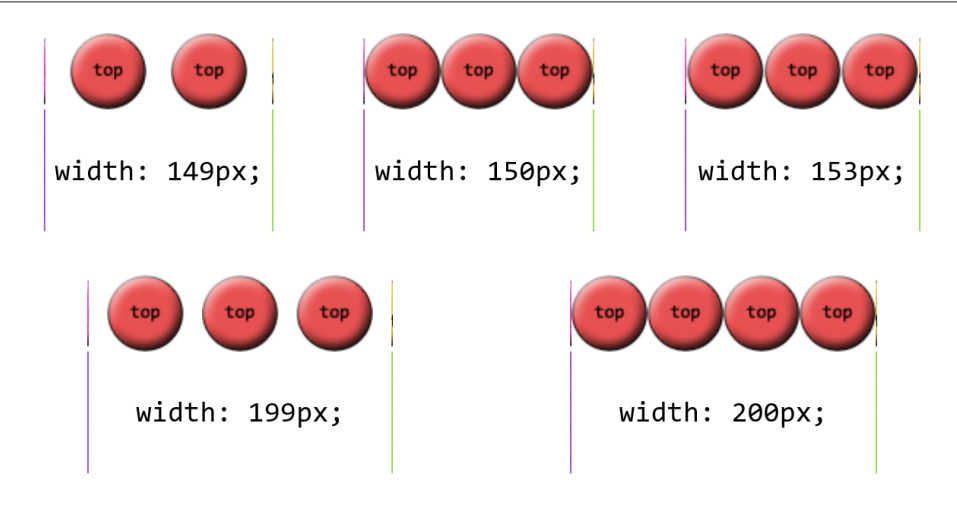 top top top top top top top top
width: 149px; width: 150px; width: 153px;
top top top top top top top
width: 199px; width: 200px;